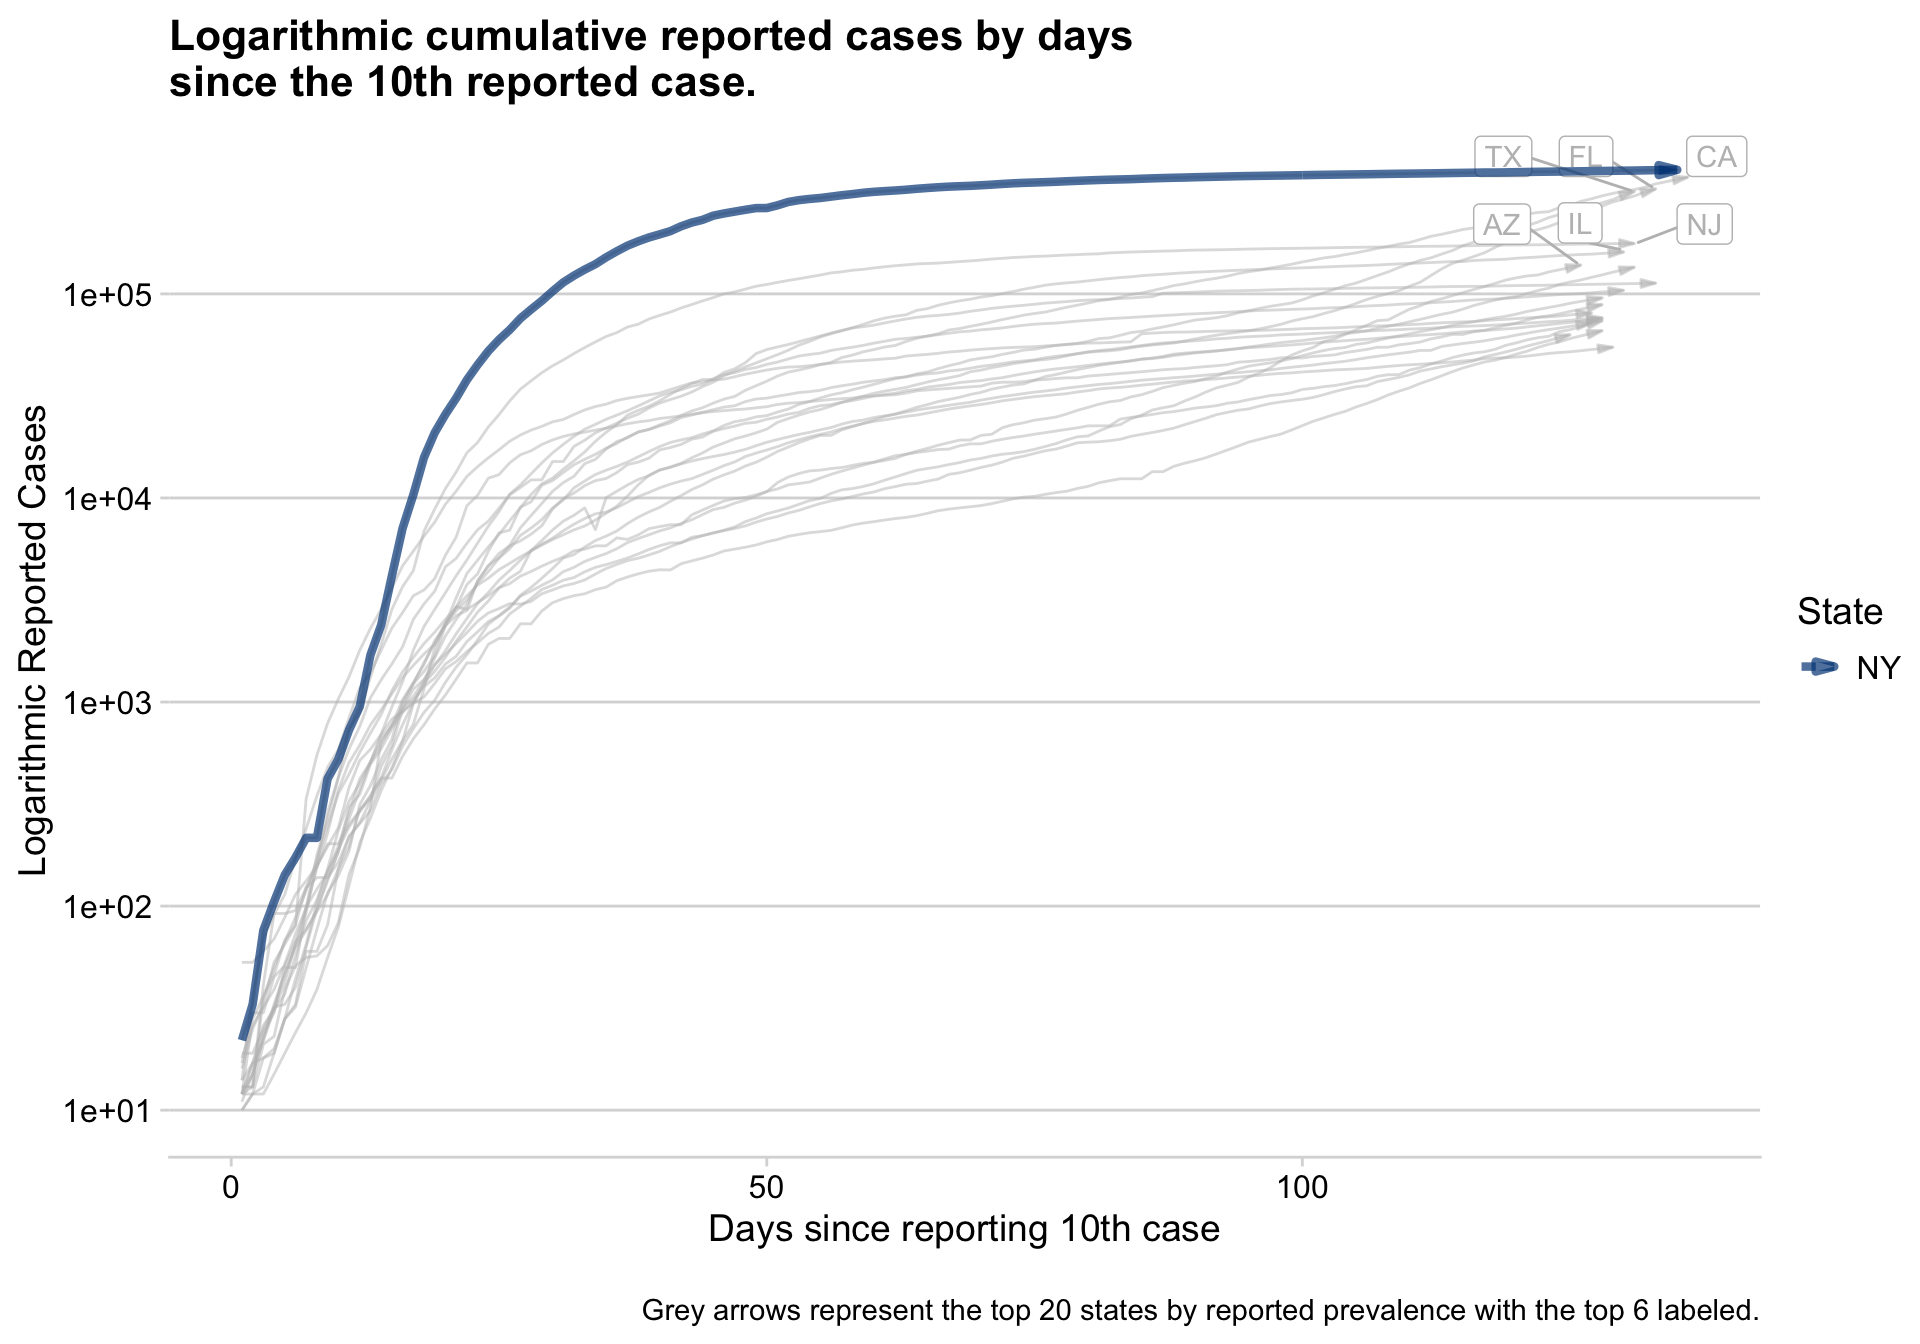 Logarithmic cumulative reported cases by days
since the 10th reported case.
TX FL CA
AZ IL NJ
1e+05
1e+04
1e+03
1e+02
1e+01
Logarithmic Reported Cases
0 50 100
Days since reporting 10th case
State
NY
Grey arrows represent the top 20 states by reported prevalence with the top 6 labeled.